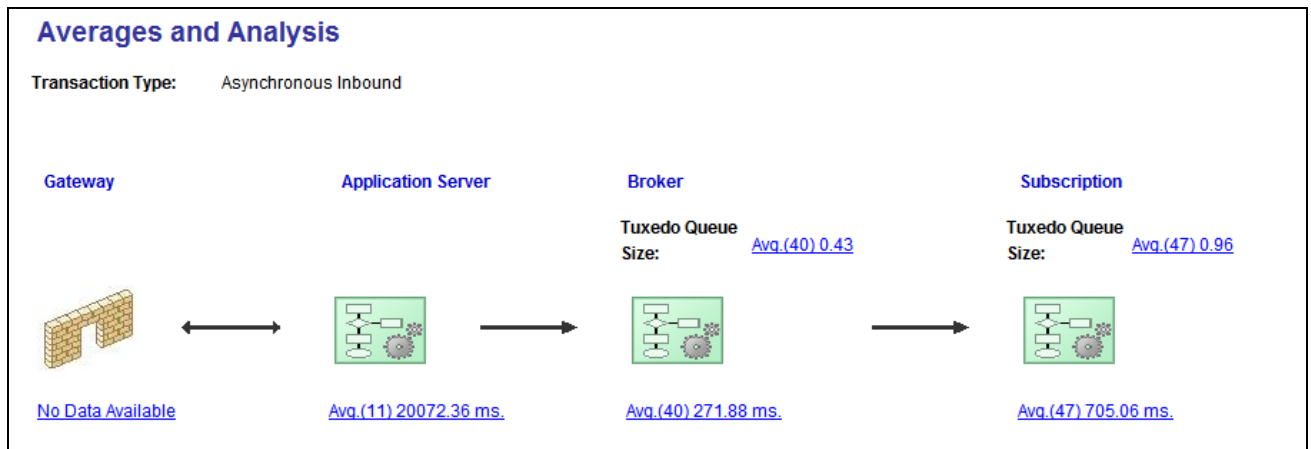 Averages and Analysis
Transaction Type: Asynchronous Inbound
Gateway Application Server Broker Subscription
Tuxedo Queue Size: Avg.(40) 0.43 Tuxedo Queue Size: Avg.(47) 0.96
No Data Available Avg.(11) 20072.36 ms. Avg.(40) 271.88 ms. Avg.(47) 705.06 ms.